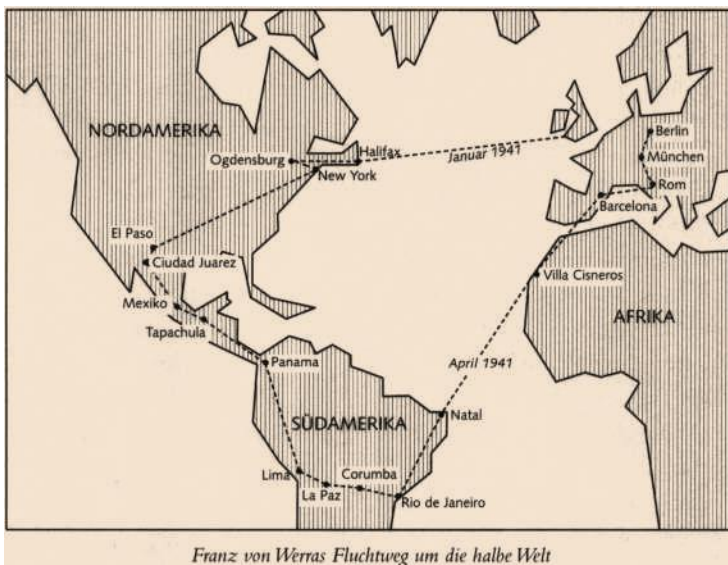 NORDAMERIKA
Ogdensburg
Halifax
Januar 1941
New York
Berlin
München
Rom
Barcelona
El Paso
Ciudad Juarez
Villa Cisneros
Mexiko
Tapachula
AFRIKA
Panama
April 1941
Natal
SÜDAMERIKA
Lima
Corumba
La Paz
Rio de Janeiro
Franz von Werras Fluchtweg um die halbe Welt